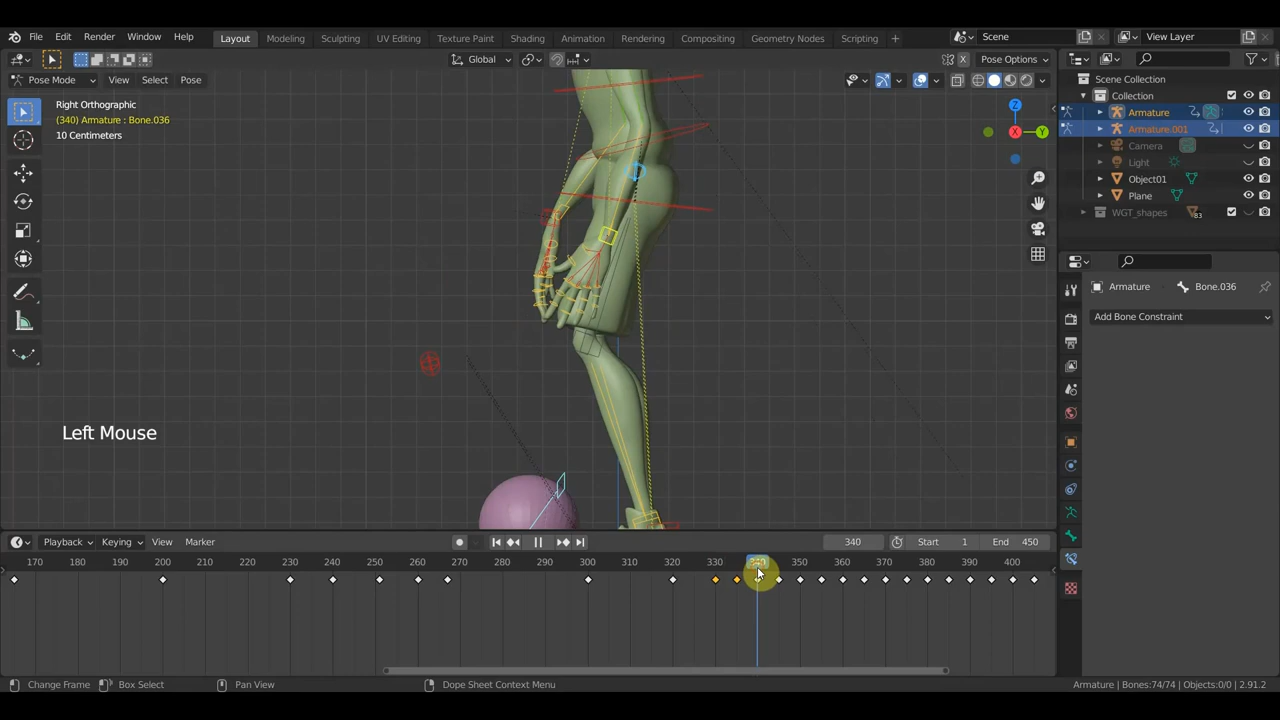 File Edit Render Window Help Layout Modeling Sculpting UV Editing Texture Paint Shading Animation Rendering Compositing Geometry Nodes Scripting + Scene View Layer
Global Pose Options
Pose Mode View Select Pose X
Right Orthographic
(340) Armature : Bone.036
10 Centimeters
Z
X Y
Left Mouse
Scene Collection
Collection
Armature
Armature.001
Camera
Light
Object01
Plane
WGT_shapes 83
Armature Bone.036
Add Bone Constraint
Playback Keying View Marker 340 Start 1 End 450
170 180 190 200 210 220 230 240 250 260 270 280 290 300 310 320 330 340 350 360 370 380 390 400
Change Frame Box Select Pan View Dope Sheet Context Menu Armature | Bones:74/74 | Objects:0/0 | 2.91.2